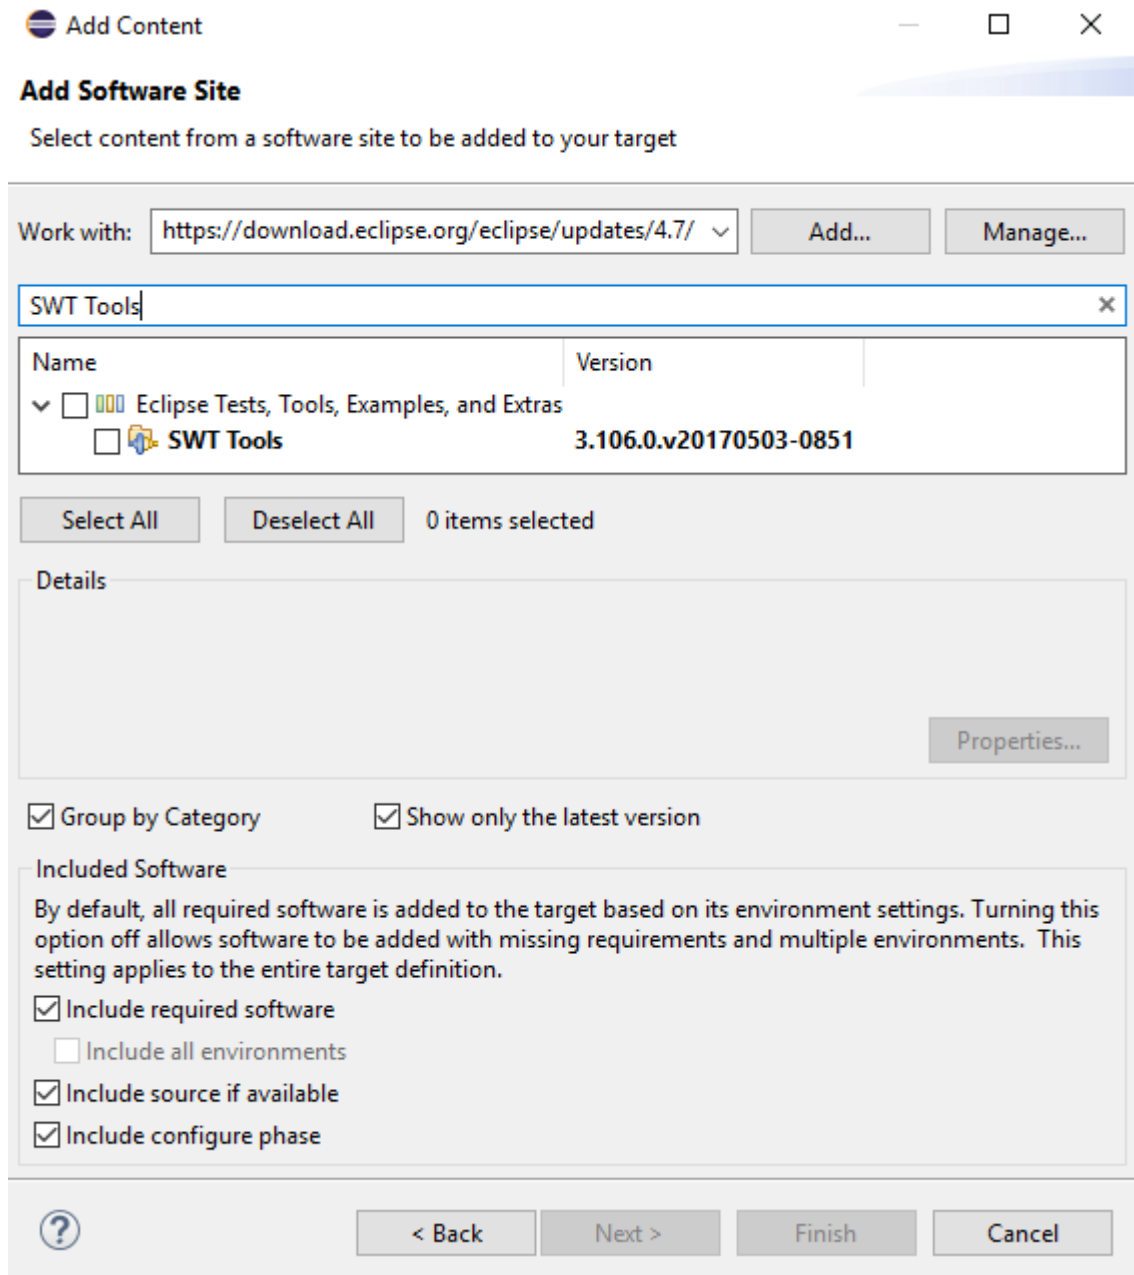 Add Content
Add Software Site
Select content from a software site to be added to your target
Work with: https://download.eclipse.org/eclipse/updates/4.7/ Add... Manage...
SWT Tools
Name Version
Eclipse Tests, Tools, Examples, and Extras
SWT Tools 3.106.0.v20170503-0851
Select All Deselect All 0 items selected
Details
Properties...
Group by Category Show only the latest version
Included Software
By default, all required software is added to the target based on its environment settings. Turning this
option off allows software to be added with missing requirements and multiple environments.  This
setting applies to the entire target definition.
Include required software
Include all environments
Include source if available
Include configure phase
? < Back Next > Finish Cancel